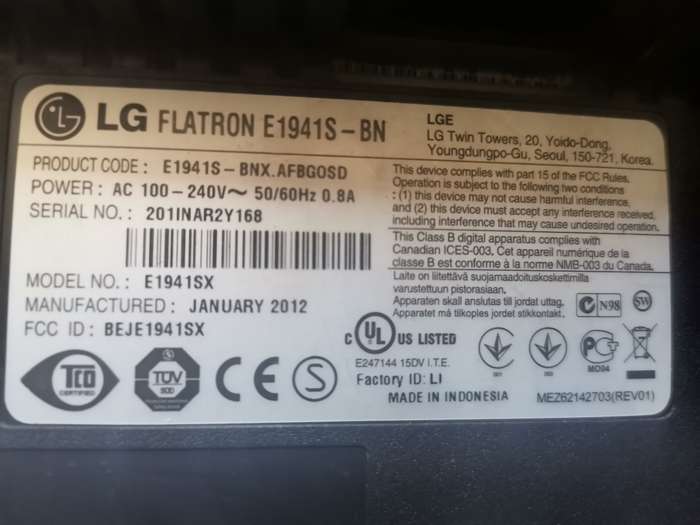 LG FLATRON E1941S-BN
LGE
LG Twin Towers, 20, Yoido-Dong,
Youngdungpo-Gu, Seoul, 150-721, Korea.
PRODUCT CODE : E1941S-BNX.AFBGOSD
POWER : AC 100-240V~ 50/60Hz 0.8A
SERIAL NO. : 201INAR2Y168
This device complies with part 15 of the FCC Rules.
Operation is subject to the following two conditions
: (1) this device may not cause harmful interference,
and (2) this device must accept any interference received,
including interference that may cause undesired operation.
This Class B digital apparatus complies with
Canadian ICES-003. Cet appareil numérique de la
classe B est conforme à la norme NMB-003 du Canada.
Laite on liitettävä suojamaadoituskoskettimilla
varustettuun pistorasiaan.
Apparaten skall anslutas till jordat uttag.
Apparatet må tilkoples jordet stikkontakt.
N98
SW
MODEL NO. : E1941SX
MANUFACTURED : JANUARY 2012
FCC ID : BEJE1941SX
C UL US LISTED
E247144 15DV I.T.E.
Factory ID: LI
MADE IN INDONESIA
TCO
CERTIFIED
TÜV
SÜD
CE
S
MO04
MEZ62142703(REV01)